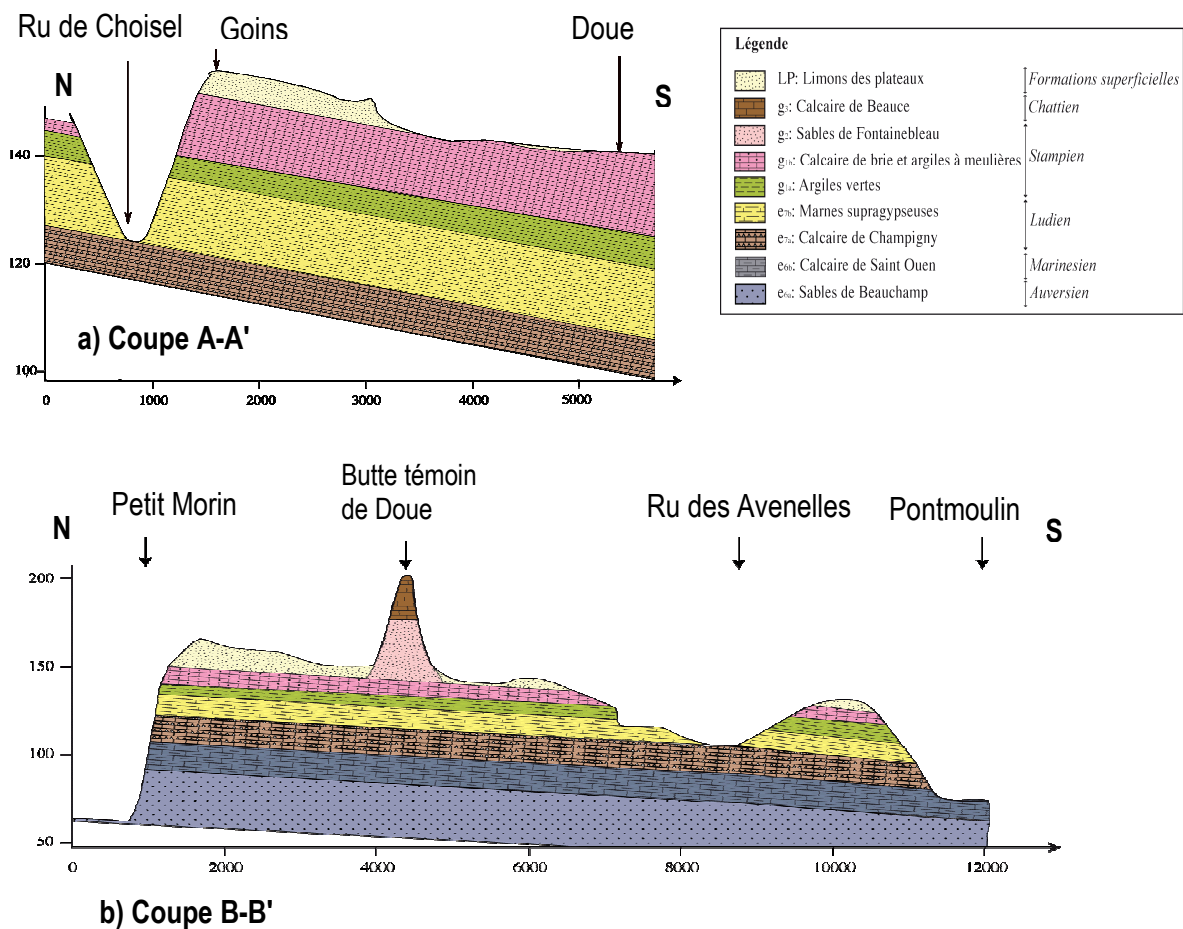 Ru de Choisel
Goins
Doue
N
S
140
120
100
a) Coupe A-A'
0 1000 2000 3000 4000 5000
Légende
LP: Limons des plateaux
Formations superficielles
g3: Calcaire de Beauce
Chattien
g2: Sables de Fontainebleau
g1b: Calcaire de brie et argiles à meulières
Stampien
g1a: Argiles vertes
e7b: Marnes supragypseuses
Ludien
e7a: Calcaire de Champigny
e6b: Calcaire de Saint Ouen
Marinesien
e6a: Sables de Beauchamp
Auversien
Petit Morin
Butte témoin
de Doue
Ru des Avenelles
Pontmoulin
N
S
200
150
100
50
0 2000 4000 6000 8000 10000 12000
b) Coupe B-B'